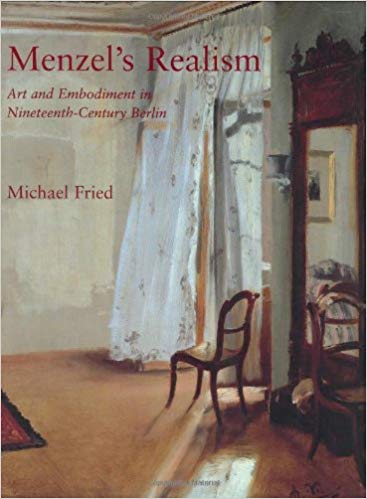 Menzel's Realism
Art and Embodiment in
Nineteenth-Century Berlin
Michael Fried